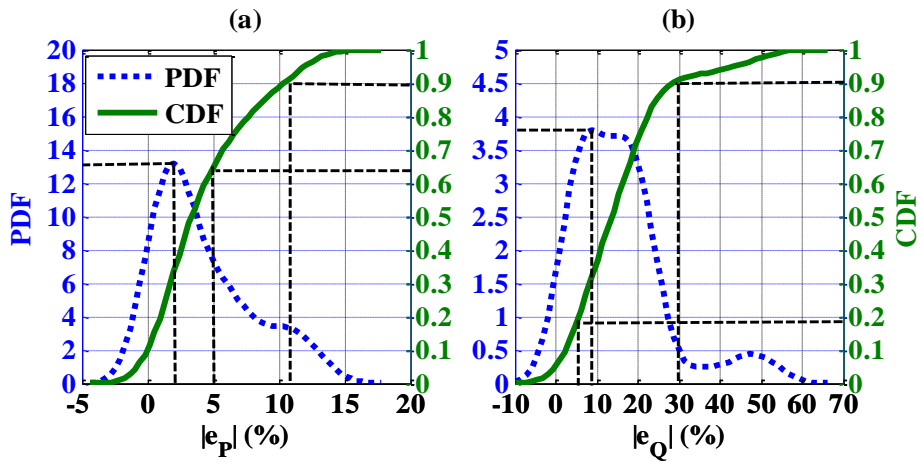 (a) (b)
20 1 5 1
18 0.9 4.5 0.9
16 0.8 4 0.8
14 0.7 3.5 0.7
12 0.6 3 0.6
10 0.5 2.5 0.5
8 0.4 2 0.4
6 0.3 1.5 0.3
4 0.2 1 0.2
2 0.1 0.5 0.1
0 0 0 0
PDF
CDF
PDF
CDF
-5 0 5 10 15 20 -10 0 10 20 30 40 50 60 70
|e_P| (%) |e_Q| (%)